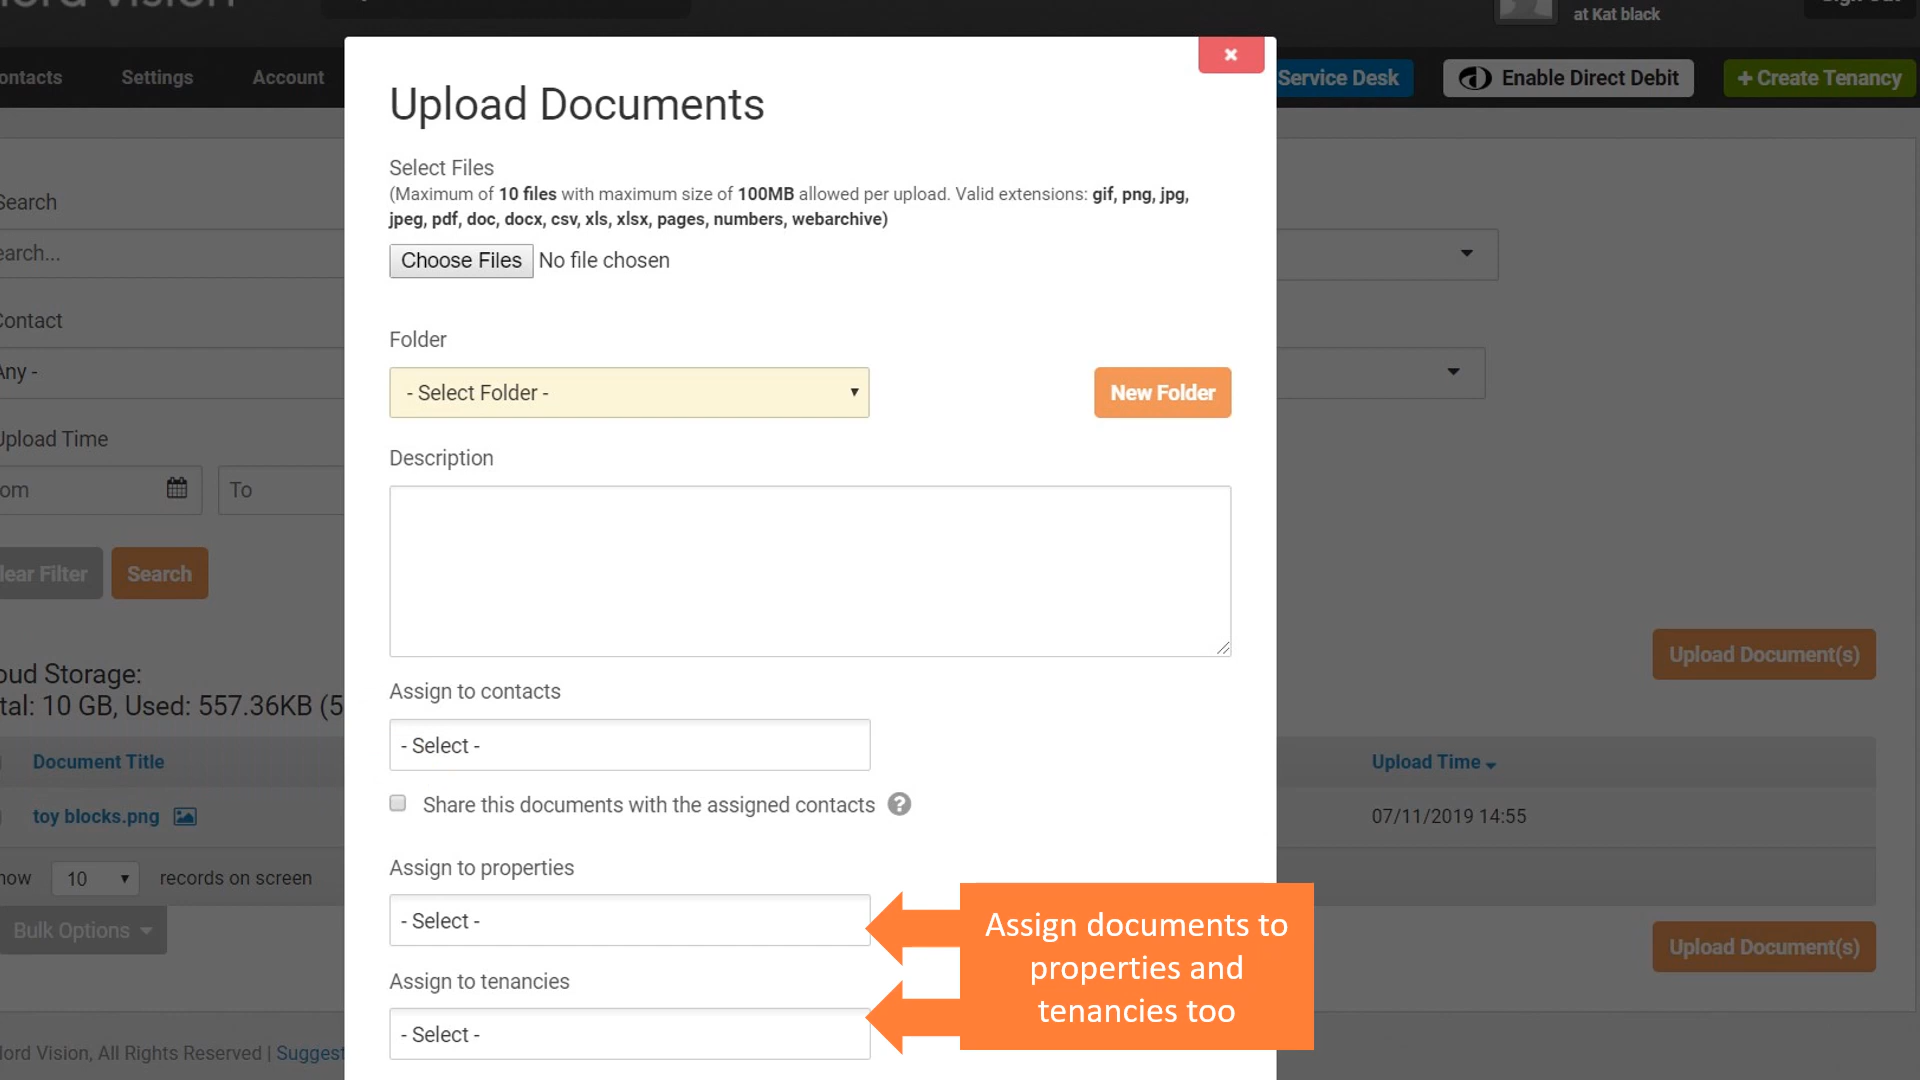 at Kat black
Settings
Account
Service Desk
Enable Direct Debit
+ Create Tenancy
Upload Documents
Select Files
(Maximum of 10 files with maximum size of 100MB allowed per upload. Valid extensions: gif, png, jpg,
jpeg, pdf, doc, docx, csv, xls, xlsx, pages, numbers, webarchive)
Choose Files No file chosen
Search
earch...
Contact
Any -
Folder
- Select Folder -
New Folder
Upload Time
om
To
Description
lear Filter
Search
oud Storage:
tal: 10 GB, Used: 557.36KB (5
Upload Document(s)
Assign to contacts
- Select -
Document Title
Upload Time
toy blocks.png
07/11/2019 14:55
Share this documents with the assigned contacts
Assign to properties
- Select -
how 10 records on screen
Bulk Options
Upload Document(s)
Assign to tenancies
- Select -
Assign documents to
properties and
tenancies too
lord Vision, All Rights Reserved | Suggest